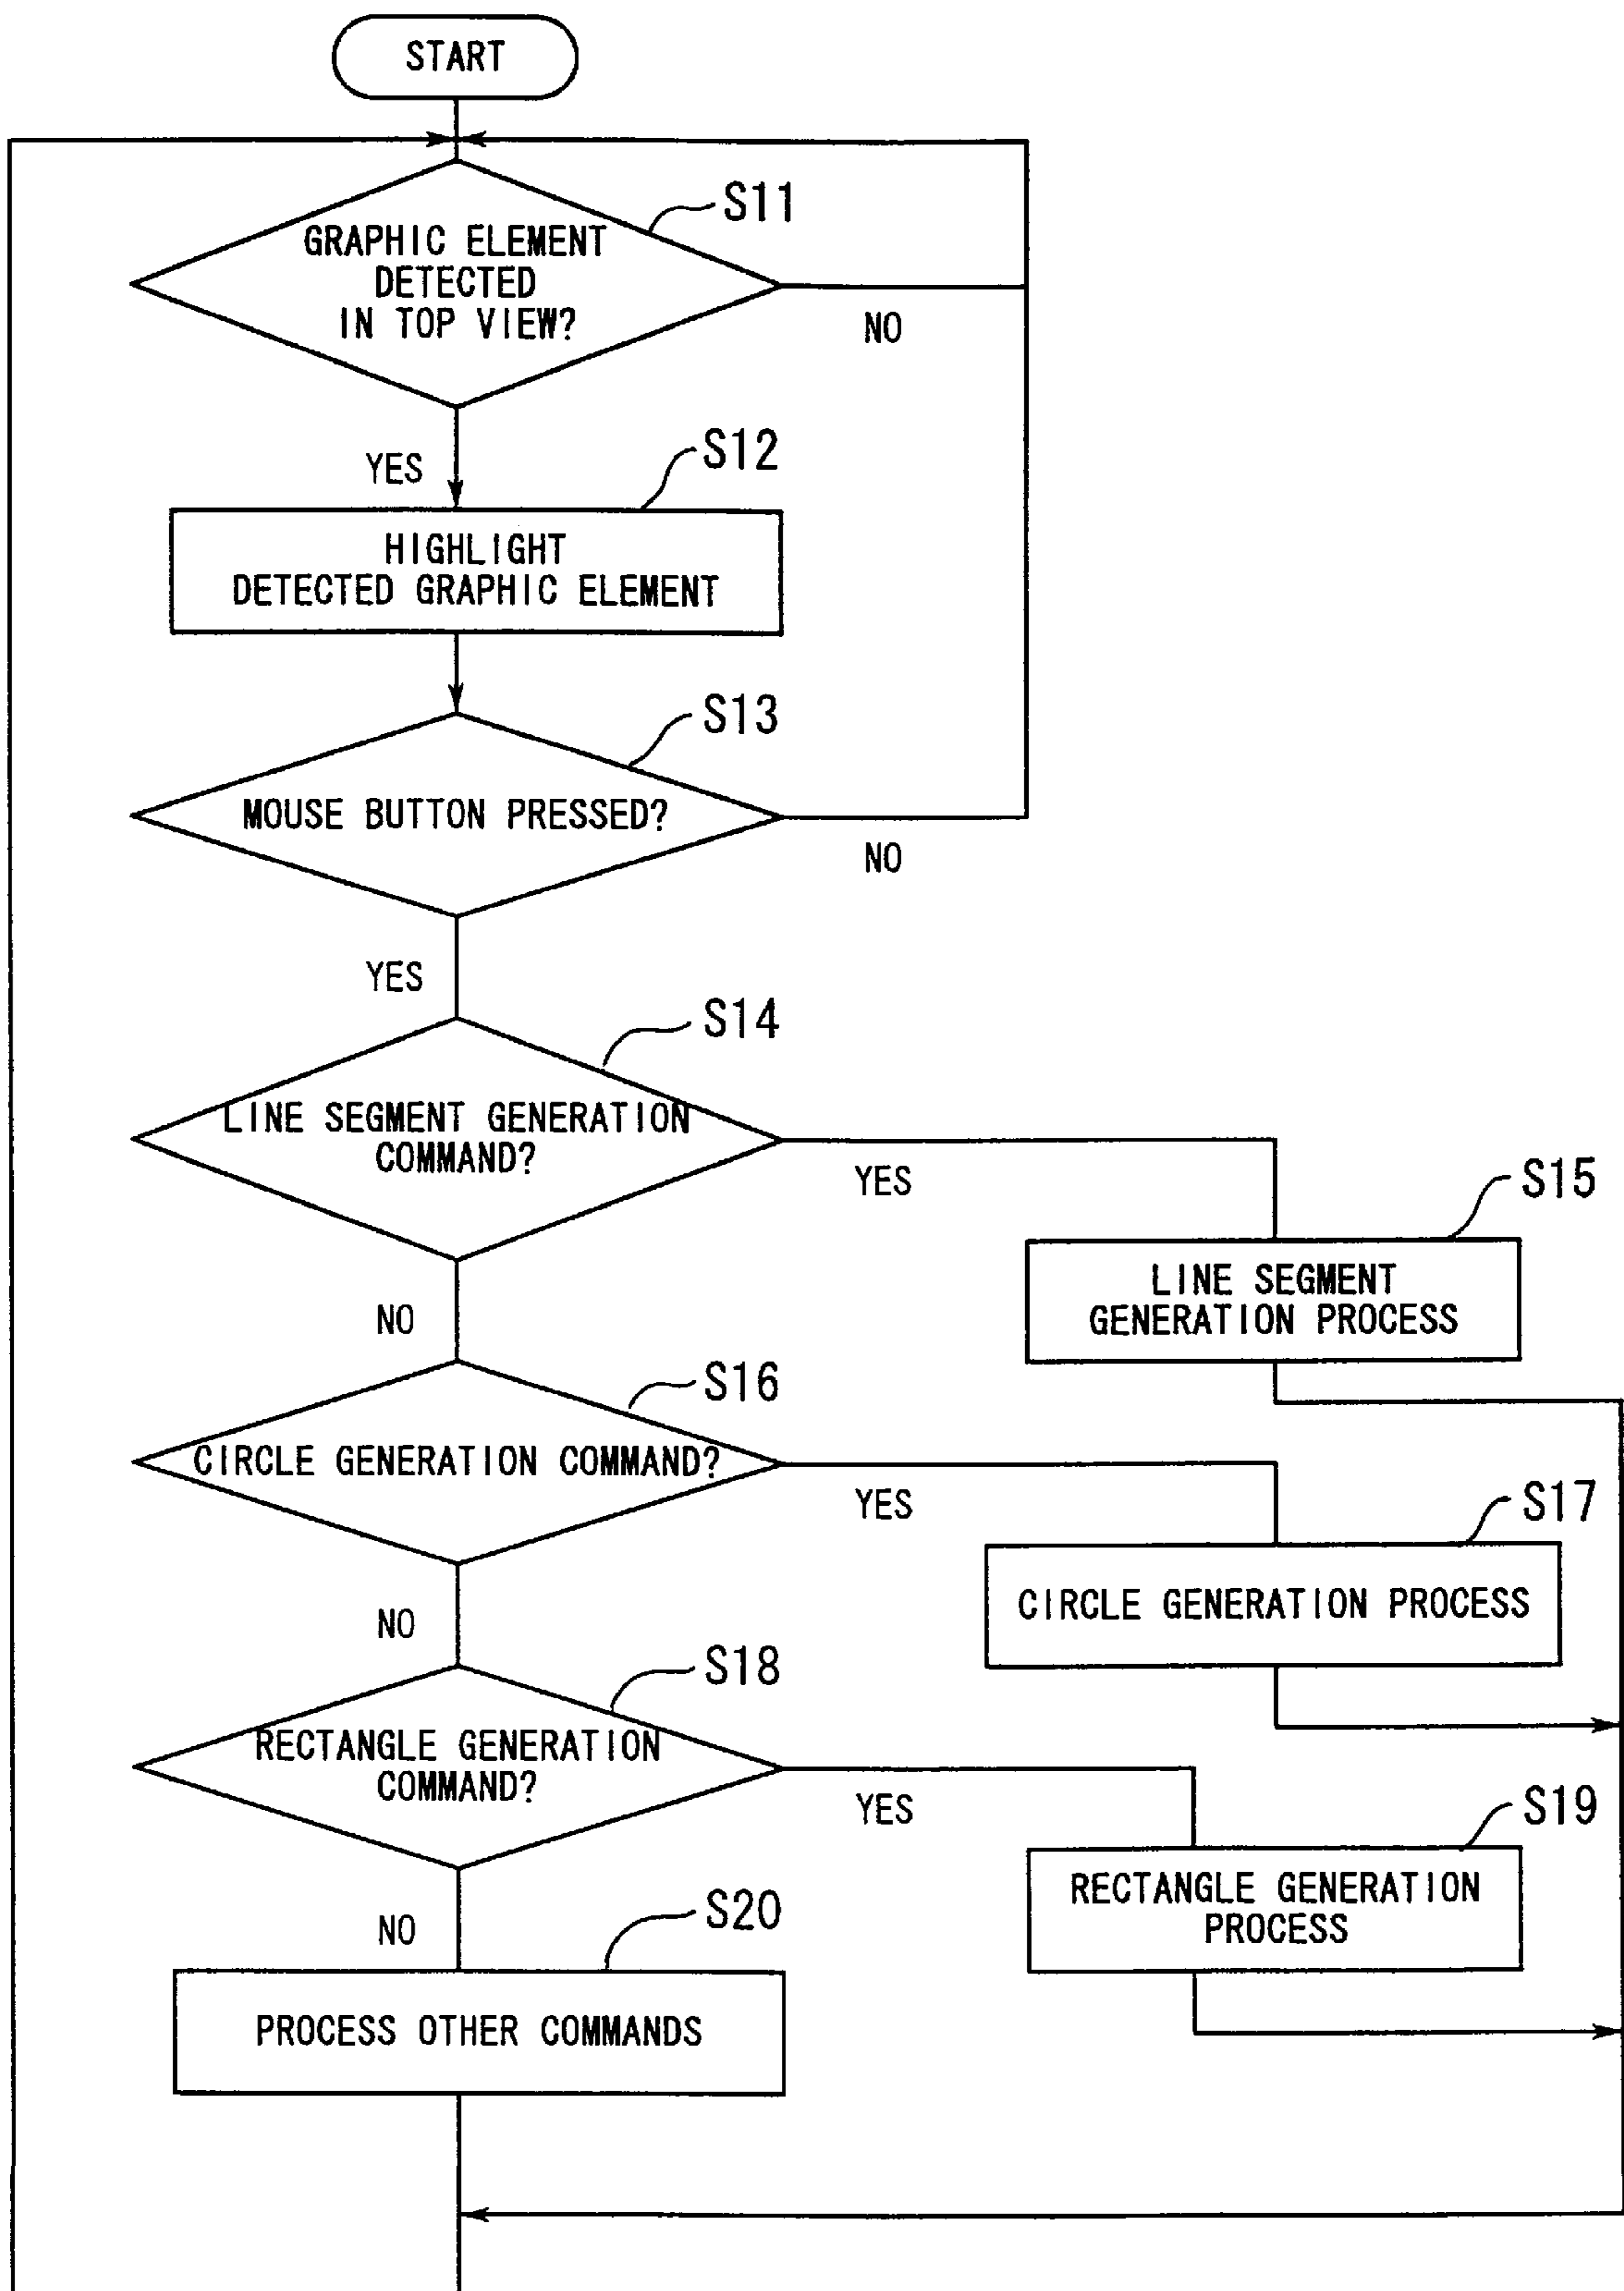 START
S11
GRAPHIC ELEMENT
DETECTED
IN TOP VIEW?
NO
YES
S12
HIGHLIGHT
DETECTED GRAPHIC ELEMENT
S13
MOUSE BUTTON PRESSED?
NO
YES
S14
LINE SEGMENT GENERATION
COMMAND?
YES
S15
LINE SEGMENT
GENERATION PROCESS
NO
S16
CIRCLE GENERATION COMMAND?
YES
S17
CIRCLE GENERATION PROCESS
NO
S18
RECTANGLE GENERATION
COMMAND?
YES
S19
RECTANGLE GENERATION
PROCESS
NO
S20
PROCESS OTHER COMMANDS